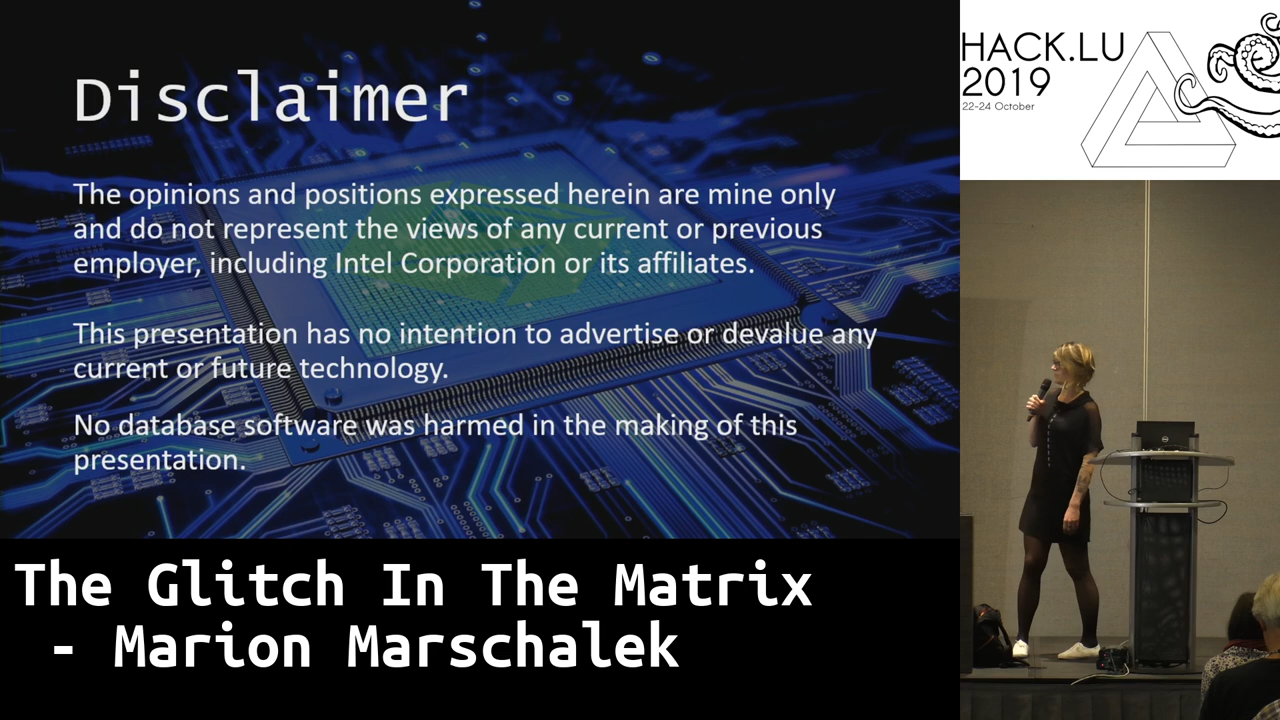 Disclaimer
The opinions and positions expressed herein are mine only
and do not represent the views of any current or previous
employer, including Intel Corporation or its affiliates.
This presentation has no intention to advertise or devalue any
current or future technology.
No database software was harmed in the making of this
presentation.
The Glitch In The Matrix
- Marion Marschalek
HACK.LU
2019
22-24 October